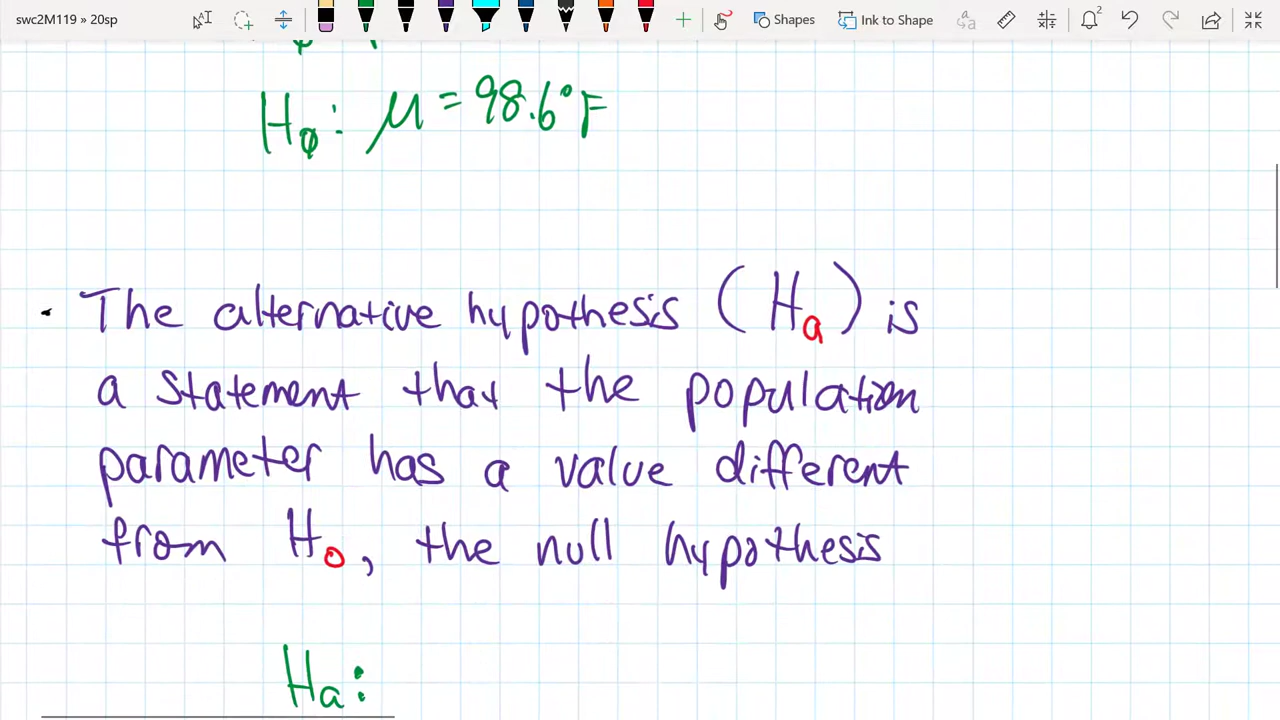 swc2M119 » 20sp
Shapes
Ink to Shape
2
H₀: μ = 98.6°F
· The alternative hypothesis (Hₐ) is
a statement that the population
parameter has a value different
from H₀, the null hypothesis
Hₐ: